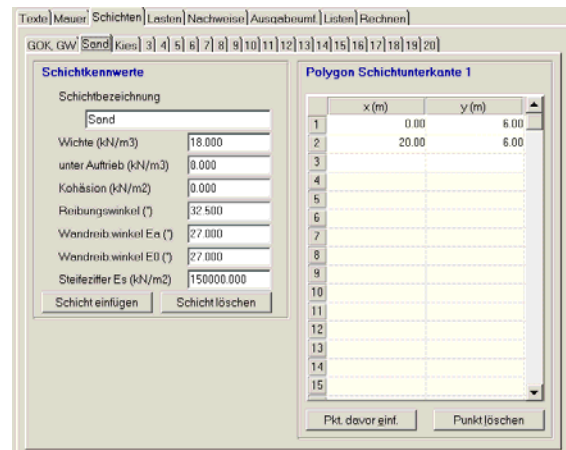 Texte Mauer Schichten Lasten Nachweise Ausgabeumf. Listen Rechnen
GOK, GW Sand Kies 3 4 5 6 7 8 9 10 11 12 13 14 15 16 17 18 19 20
Schichtkennwerte
Schichtbezeichnung
Sand
Wichte (kN/m3) 18.000
unter Auftrieb (kN/m3) 8.000
Kohäsion (kN/m2) 0.000
Reibungswinkel (°) 32.500
Wandreib.winkel Ea (°) 27.000
Wandreib.winkel E0 (°) 27.000
Steifeziffer Es (kN/m2) 150000.000
Schicht einfügen Schicht löschen
Polygon Schichtunterkante 1
x (m) y (m)
1 0.00 6.00
2 20.00 6.00
3
4
5
6
7
8
9
10
11
12
13
14
15
Pkt. davor einf. Punkt löschen